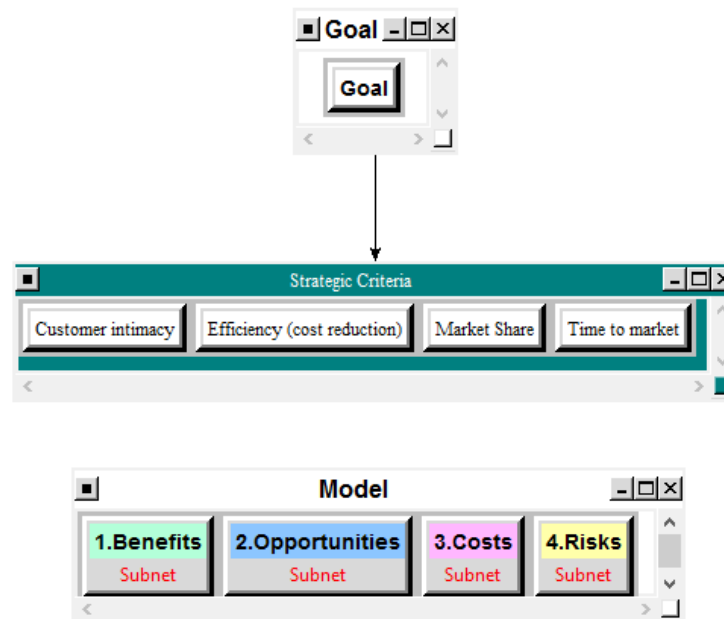 Goal
Goal
Strategic Criteria
Customer intimacy Efficiency (cost reduction) Market Share Time to market
Model
1.Benefits 2.Opportunities 3.Costs 4.Risks
Subnet Subnet Subnet Subnet